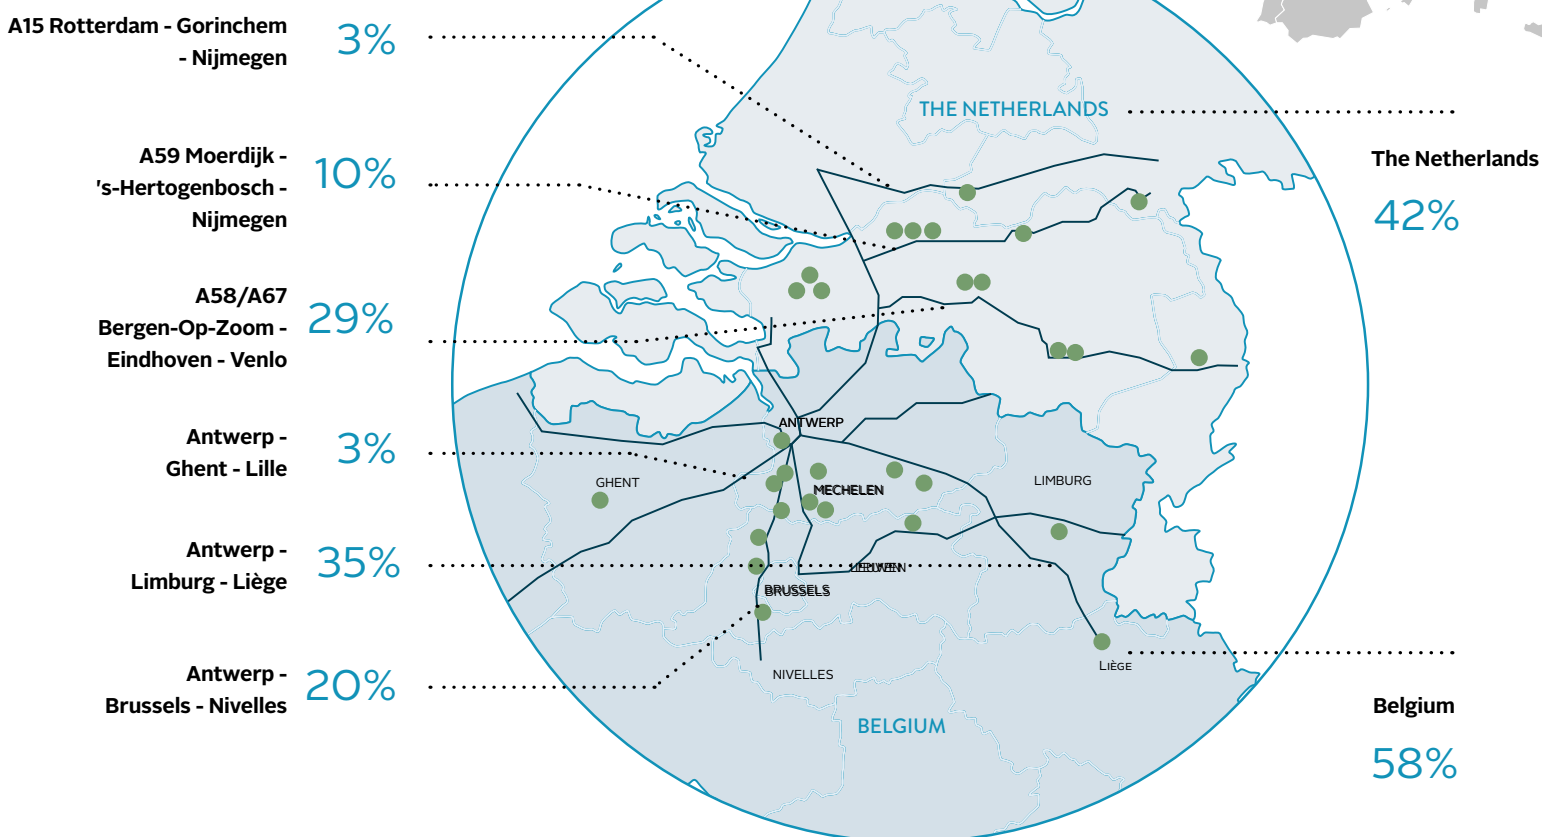 A15 Rotterdam - Gorinchem
- Nijmegen
3%
A59 Moerdijk -
's-Hertogenbosch -
Nijmegen
10%
A58/A67
Bergen-Op-Zoom -
Eindhoven - Venlo
29%
Antwerp -
Ghent - Lille
3%
Antwerp -
Limburg - Liège
35%
Antwerp -
Brussels - Nivelles
20%
THE NETHERLANDS
ANTWERP
GHENT
MECHELEN
LIMBURG
LEUVEN
BRUSSELS
NIVELLES
LIÈGE
BELGIUM
The Netherlands
42%
Belgium
58%